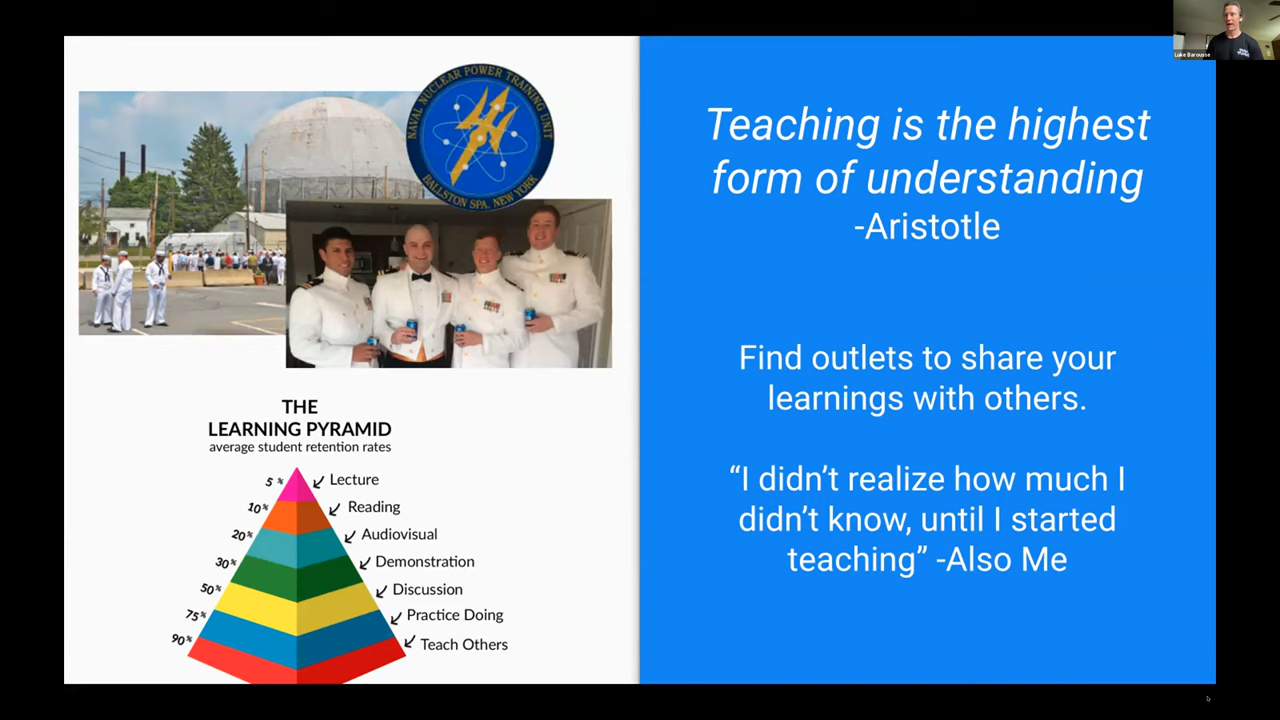 NAVAL NUCLEAR POWER TRAINING UNIT
BALLSTON SPA, NEW YORK
THE
LEARNING PYRAMID
average student retention rates
5% Lecture
10% Reading
20% Audiovisual
30% Demonstration
50% Discussion
75% Practice Doing
90% Teach Others
Teaching is the highest
form of understanding
-Aristotle
Find outlets to share your
learnings with others.
“I didn’t realize how much I
didn’t know, until I started
teaching” -Also Me
Luke Barousse